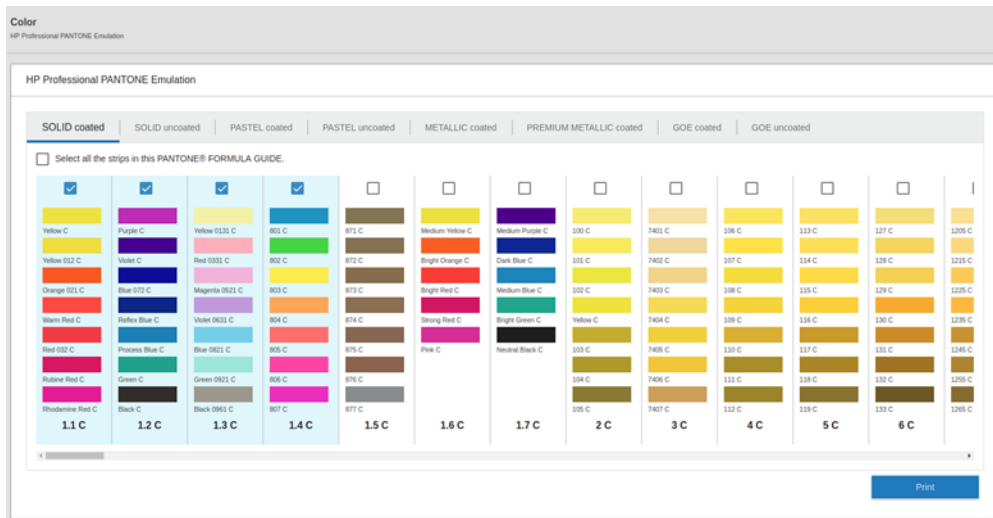 Color
HP Professional PANTONE Emulation
HP Professional PANTONE Emulation
SOLID coated SOLID uncoated PASTEL coated PASTEL uncoated METALLIC coated PREMIUM METALLIC coated GOE coated GOE uncoated
Select all the strips in this PANTONE® FORMULA GUIDE.
Yellow C Purple C Yellow 0131 C 801 C 871 C Medium Yellow C Medium Purple C 100 C 7401 C 106 C 113 C 127 C 1205 C
Yellow 012 C Violet C Red 0331 C 802 C 872 C Bright Orange C Dark Blue C 101 C 7402 C 107 C 114 C 128 C 1215 C
Orange 021 C Blue 072 C Magenta 0521 C 803 C 873 C Bright Red C Medium Blue C 102 C 7403 C 108 C 115 C 129 C 1225 C
Warm Red C Reflex Blue C Violet 0631 C 804 C 874 C Strong Red C Bright Green C Yellow C 7404 C 109 C 116 C 130 C 1235 C
Red 032 C Process Blue C Blue 0821 C 805 C 875 C Pink C Neutral Black C 103 C 7405 C 110 C 117 C 131 C 1245 C
Rubine Red C Green C Green 0921 C 806 C 876 C 104 C 7406 C 111 C 118 C 132 C 1255 C
Rhodamine Red C Black C Black 0961 C 807 C 877 C 105 C 7407 C 112 C 119 C 133 C 1265 C
1.1 C 1.2 C 1.3 C 1.4 C 1.5 C 1.6 C 1.7 C 2 C 3 C 4 C 5 C 6 C
Print